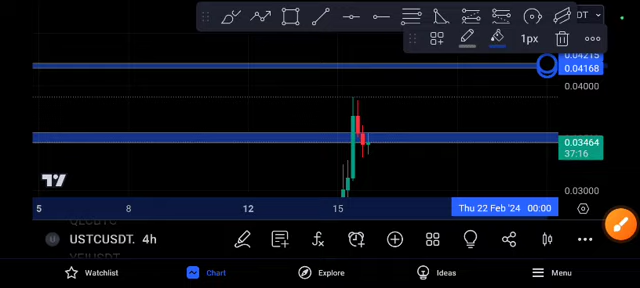 DT
1px
0.04215
0.04168
0.04000
0.03464
37:16
0.03000
5 8 12 15 Thu 22 Feb '24 00:00
USTCUSDT. 4h
Watchlist Chart Explore Ideas Menu